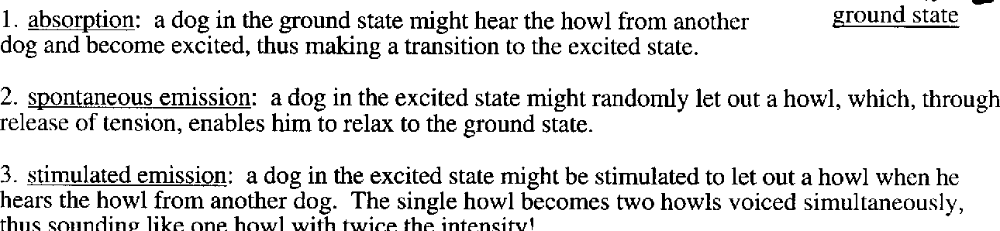 1. absorption: a dog in the ground state might hear the howl from another
ground state
dog and become excited, thus making a transition to the excited state.
2. spontaneous emission: a dog in the excited state might randomly let out a howl, which, through
release of tension, enables him to relax to the ground state.
3. stimulated emission: a dog in the excited state might be stimulated to let out a howl when he
hears the howl from another dog. The single howl becomes two howls voiced simultaneously,
thus sounding like one howl with twice the intensity!